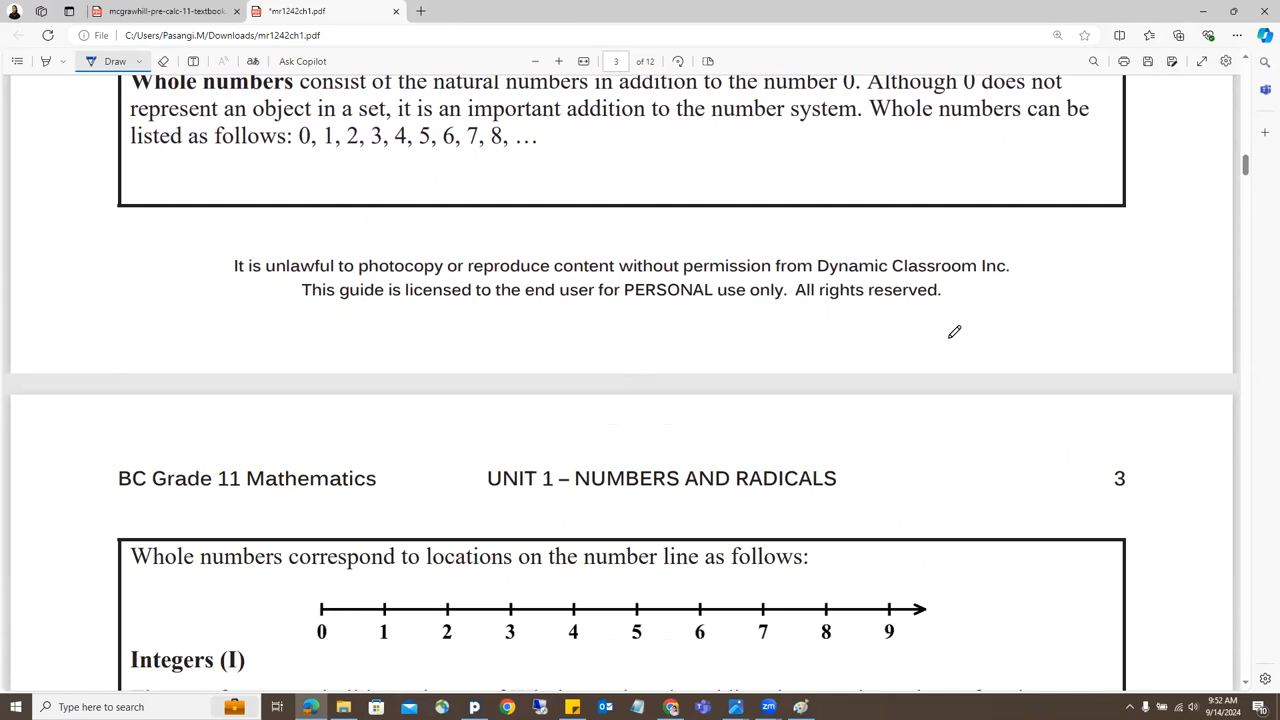 mcgrawhill-pre-calc-11-textbook
*mr1242ch1.pdf
File
C:/Users/Pasangi.M/Downloads/mr1242ch1.pdf
Draw
Ask Copilot
3
of 12
Whole numbers consist of the natural numbers in addition to the number 0. Although 0 does not
represent an object in a set, it is an important addition to the number system. Whole numbers can be
listed as follows: 0, 1, 2, 3, 4, 5, 6, 7, 8, …
It is unlawful to photocopy or reproduce content without permission from Dynamic Classroom Inc.
This guide is licensed to the end user for PERSONAL use only. All rights reserved.
BC Grade 11 Mathematics UNIT 1 – NUMBERS AND RADICALS 3
Whole numbers correspond to locations on the number line as follows:
0 1 2 3 4 5 6 7 8 9
Integers (I)
Type here to search
9:52 AM
9/14/2024